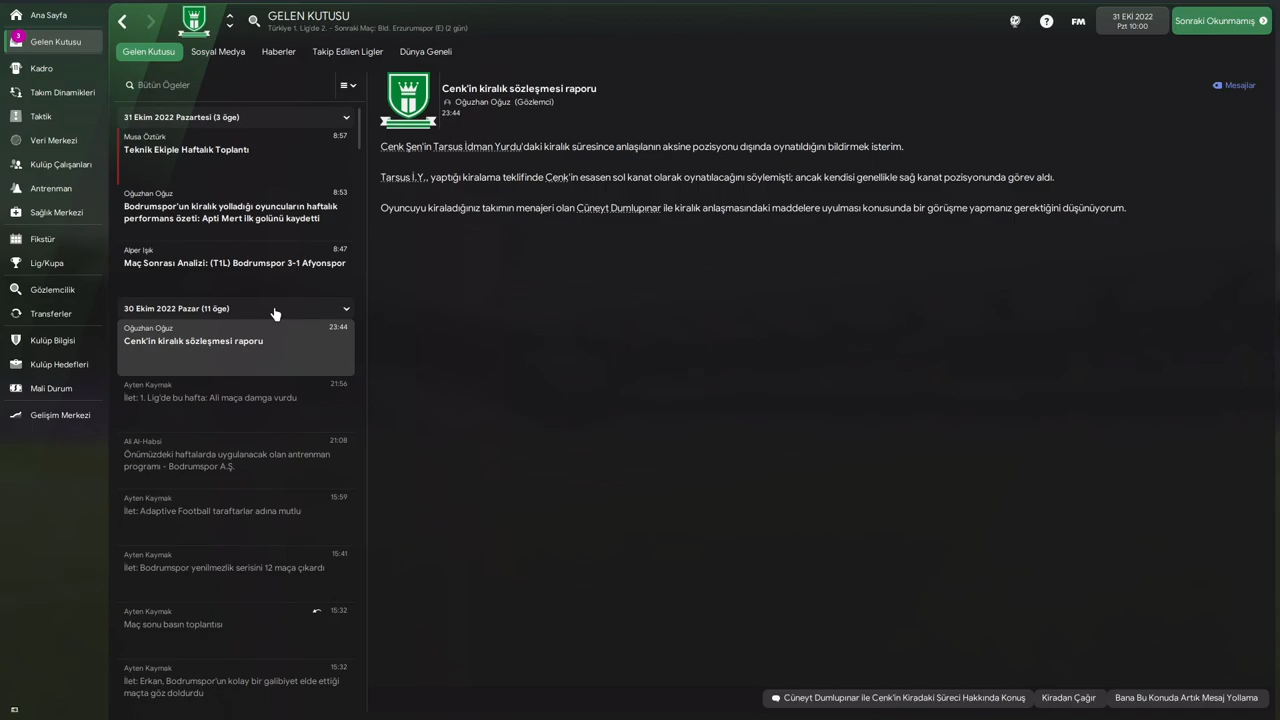 Ana Sayfa
3
Gelen Kutusu
Kadro
Takım Dinamikleri
Taktik
Veri Merkezi
Kulüp Çalışanları
Antrenman
Sağlık Merkezi
Fikstür
Lig/Kupa
Gözlemcilik
Transferler
Kulüp Bilgisi
Kulüp Hedefleri
Mali Durum
Gelişim Merkezi
GELEN KUTUSU
Türkiye 1. Lig'de 2. - Sonraki Maç: Bld. Erzurumspor (E) (2 gün)
?
FM
31 EKİ 2022
Pzt 10:00
Sonraki Okunmamış
Gelen Kutusu
Sosyal Medya
Haberler
Takip Edilen Ligler
Dünya Geneli
Bütün Ögeler
31 Ekim 2022 Pazartesi (3 öge)
Musa Öztürk 8:57
Teknik Ekiple Haftalık Toplantı
Oğuzhan Oğuz 8:53
Bodrumspor'un kiralık yolladığı oyuncuların haftalık
performans özeti: Apti Mert ilk golünü kaydetti
Alper Işık 8:47
Maç Sonrası Analizi: (T1L) Bodrumspor 3-1 Afyonspor
30 Ekim 2022 Pazar (11 öge)
Oğuzhan Oğuz 23:44
Cenk'in kiralık sözleşmesi raporu
Ayten Kaymak 21:56
İlet: 1. Lig'de bu hafta: Ali maça damga vurdu
Ali Al-Habsi 21:08
Önümüzdeki haftalarda uygulanacak olan antrenman
programı - Bodrumspor A.Ş.
Ayten Kaymak 15:59
İlet: Adaptive Football taraftarlar adına mutlu
Ayten Kaymak 15:41
İlet: Bodrumspor yenilmezlik serisini 12 maça çıkardı
Ayten Kaymak 15:32
Maç sonu basın toplantısı
Ayten Kaymak 15:32
İlet: Erkan, Bodrumspor'un kolay bir galibiyet elde ettiği
maçta göz doldurdu
Cenk'in kiralık sözleşmesi raporu
Oğuzhan Oğuz (Gözlemci)
23:44
Mesajlar
Cenk Şen'in Tarsus İdman Yurdu'daki kiralık süresince anlaşılanın aksine pozisyonu dışında oynatıldığını bildirmek isterim.
Tarsus İ.Y., yaptığı kiralama teklifinde Cenk'in esasen sol kanat olarak oynatılacağını söylemişti; ancak kendisi genellikle sağ kanat pozisyonunda görev aldı.
Oyuncuyu kiraladığınız takımın menajeri olan Cüneyt Dumlupınar ile kiralık anlaşmasındaki maddelere uyulması konusunda bir görüşme yapmanız gerektiğini düşünüyorum.
Cüneyt Dumlupınar ile Cenk'in Kiradaki Süreci Hakkında Konuş
Kiradan Çağır
Bana Bu Konuda Artık Mesaj Yollama